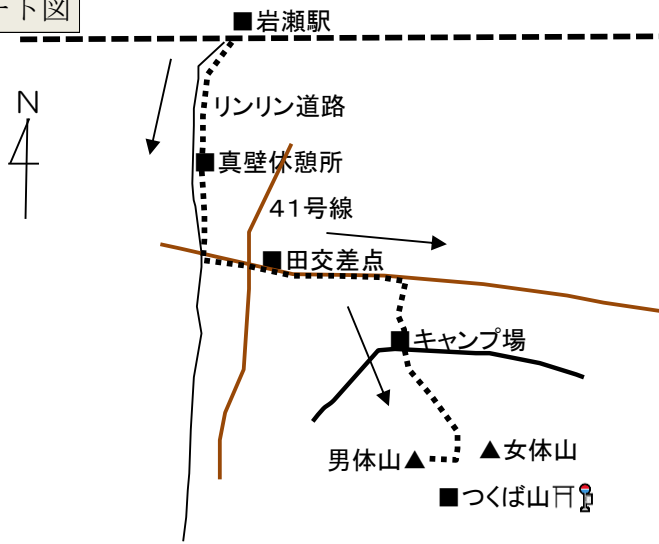 ート図
岩瀬駅
N
リンリン道路
真壁休憩所
41号線
田交差点
キャンプ場
男体山
女体山
つくば山